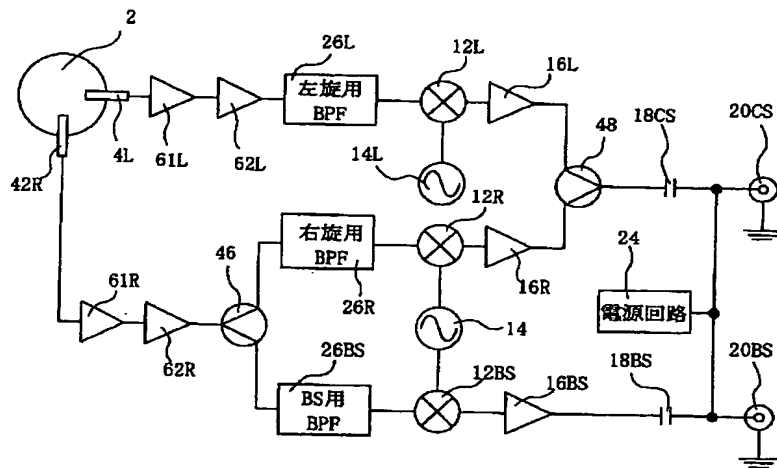 2
26L
左旋用
BPF
12L
16L
18CS
20CS
42R
4L
61L
62L
14L
48
12R
46
右旋用
BPF
26R
16R
24
電源回路
61R
62R
14
26BS
BS用
BPF
12BS
16BS
18BS
20BS